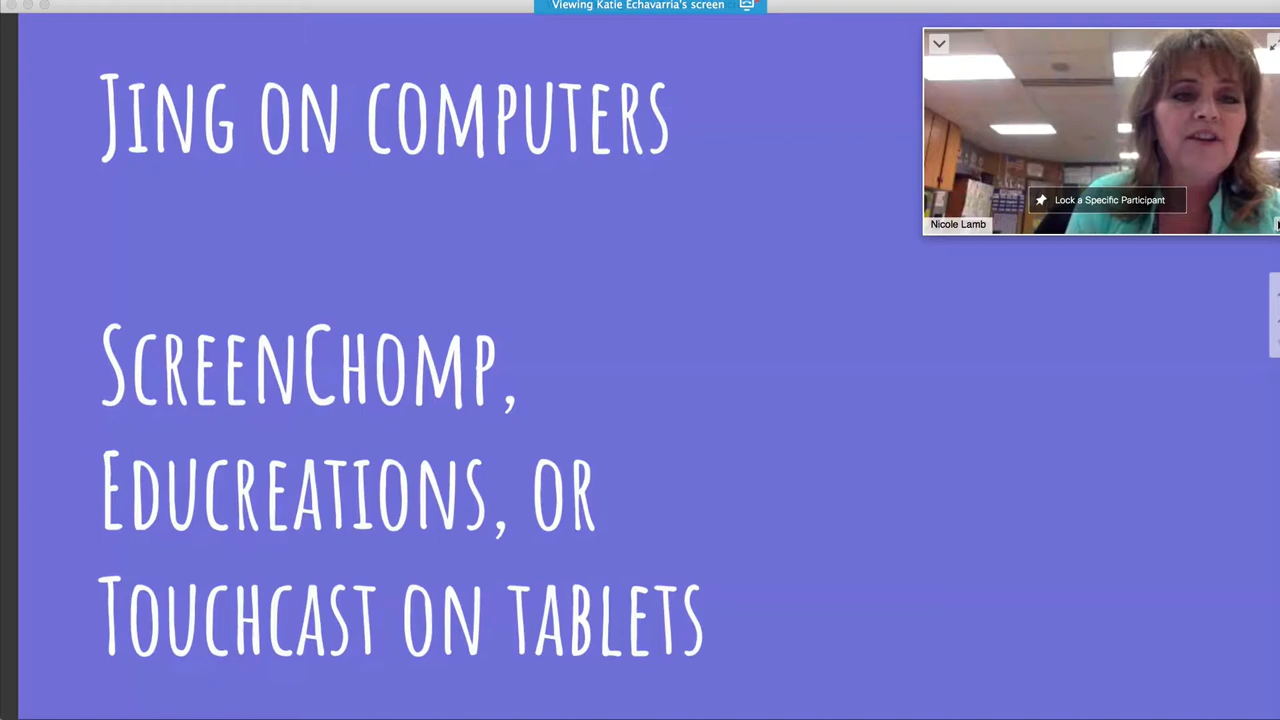 Viewing Katie Echavarria's screen
Jing on computers
Lock a Specific Participant
Nicole Lamb
ScreenChomp,
Educreations, or
Touchcast on tablets